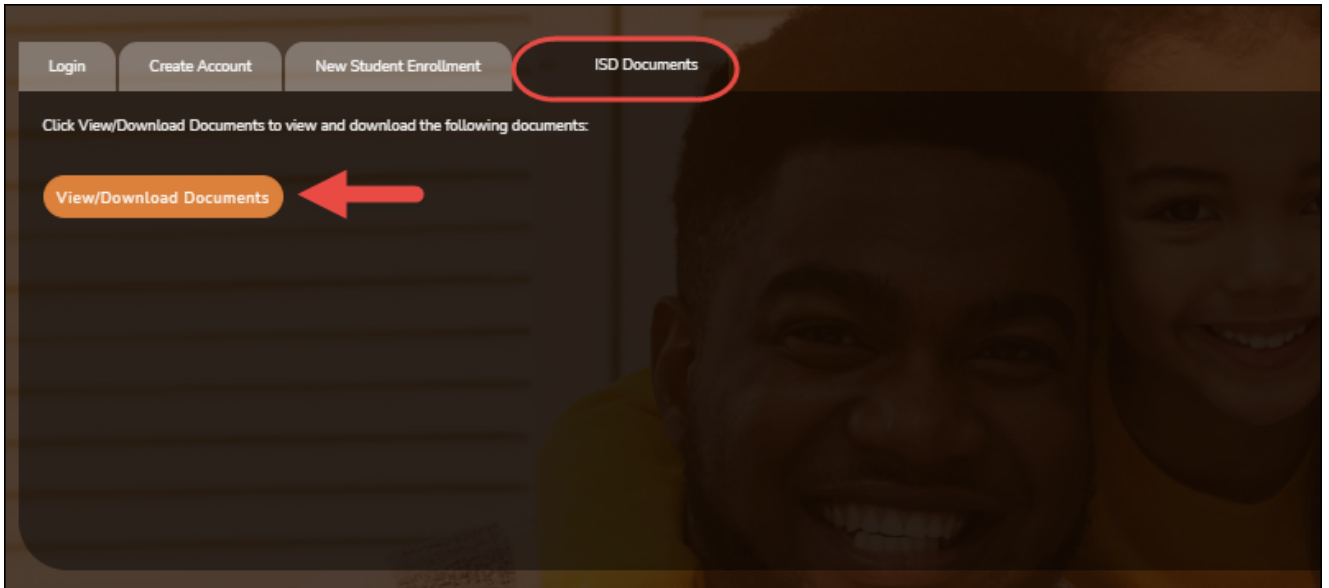 Login Create Account New Student Enrollment ISD Documents
Click View/Download Documents to view and download the following documents:
View/Download Documents